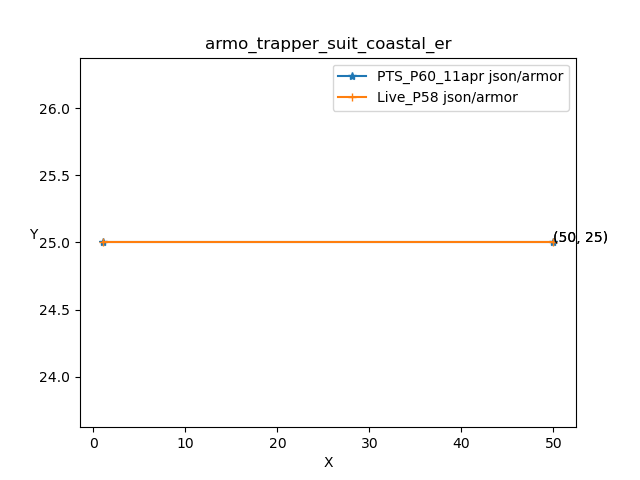 armo_trapper_suit_coastal_er
PTS_P60_11apr json/armor
Live_P58 json/armor
26.0
25.5
Y
25.0
(50, 25)
24.5
24.0
0 10 20 30 40 50
X